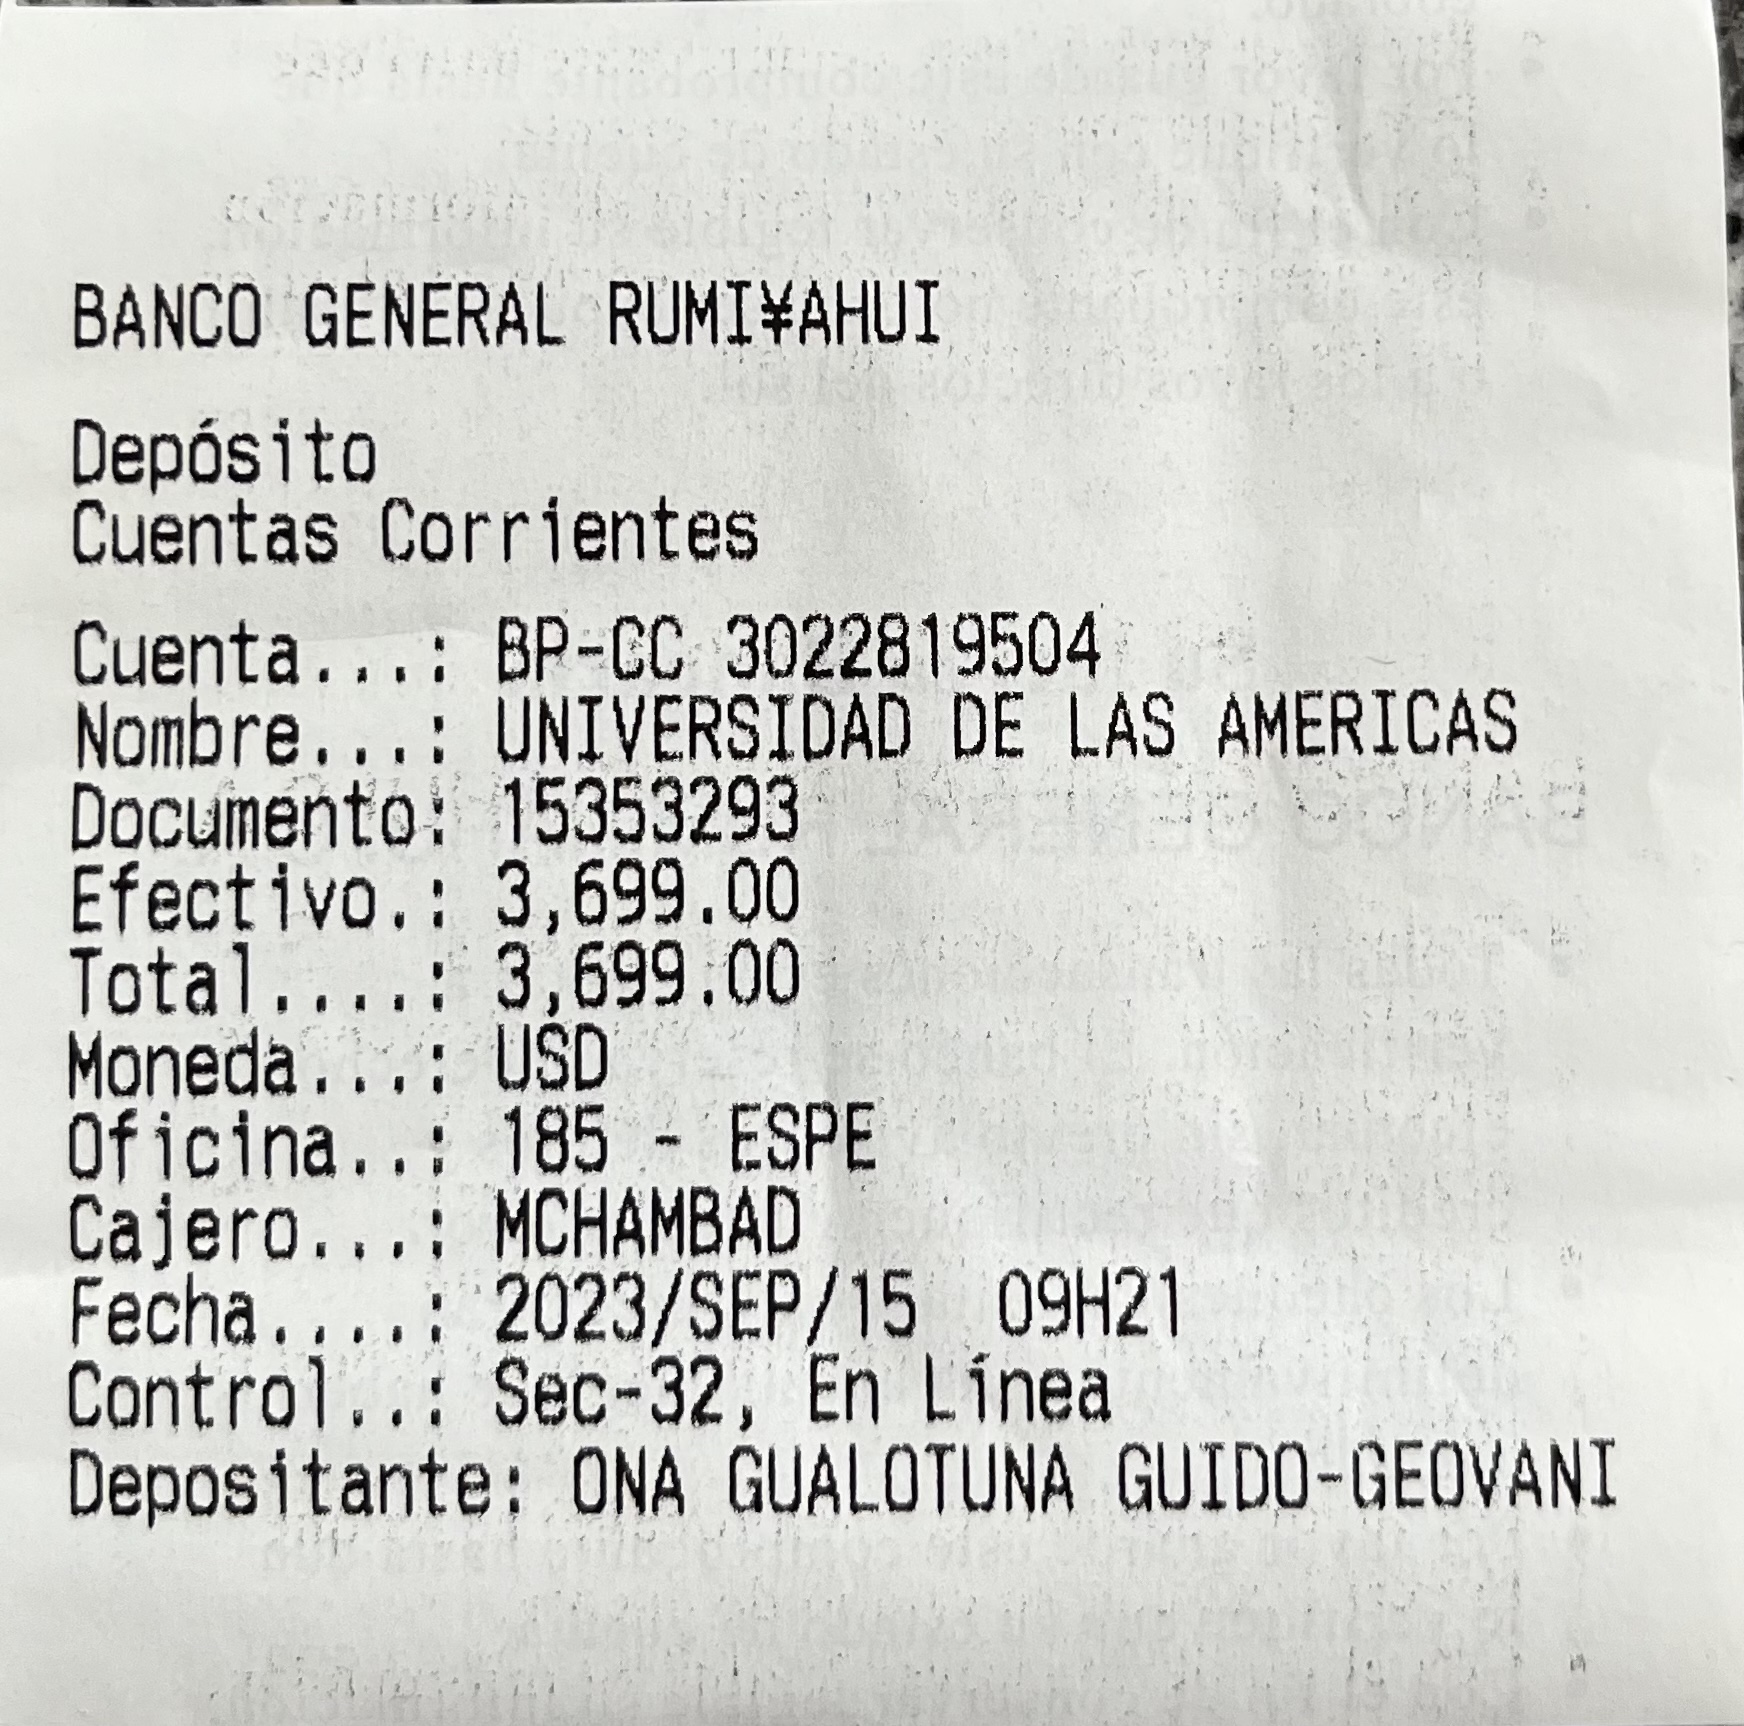 BANCO GENERAL RUMI¥AHUI
Depósito
Cuentas Corrientes
Cuenta...: BP-CC 3022819504
Nombre...: UNIVERSIDAD DE LAS AMERICAS
Documento: 15353293
Efectivo.: 3,699.00
Total....: 3,699.00
Moneda...: USD
Oficina..: 185 - ESPE
Cajero...: MCHAMBAD
Fecha....: 2023/SEP/15  09H21
Control..: Sec-32, En Línea
Depositante: ONA GUALOTUNA GUIDO-GEOVANI